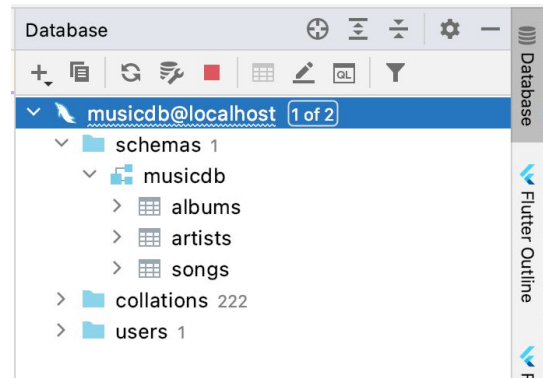 Database
QL
musicdb@localhost 1 of 2
schemas 1
musicdb
albums
artists
songs
collations 222
users 1
Database
Flutter Outline